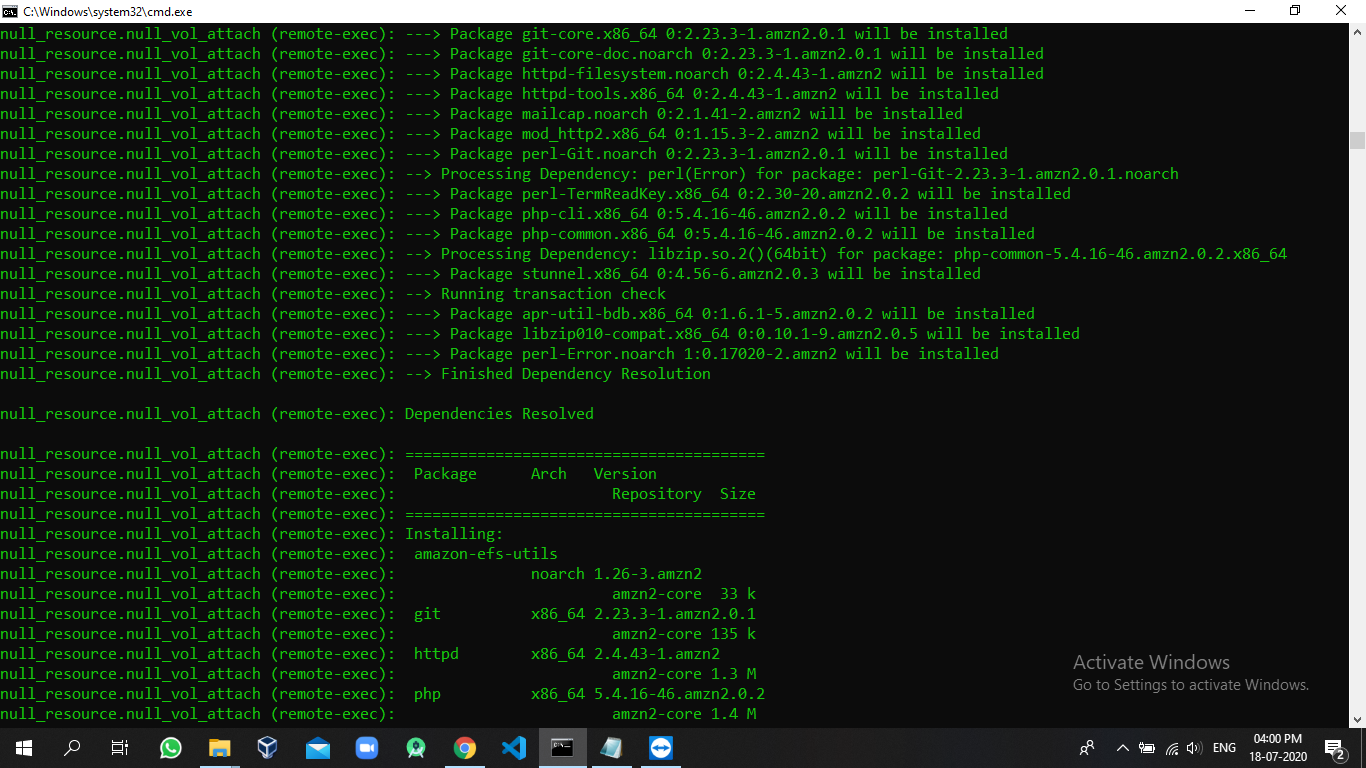 C:\Windows\system32\cmd.exe
null_resource.null_vol_attach (remote-exec): ---> Package git-core.x86_64 0:2.23.3-1.amzn2.0.1 will be installed
null_resource.null_vol_attach (remote-exec): ---> Package git-core-doc.noarch 0:2.23.3-1.amzn2.0.1 will be installed
null_resource.null_vol_attach (remote-exec): ---> Package httpd-filesystem.noarch 0:2.4.43-1.amzn2 will be installed
null_resource.null_vol_attach (remote-exec): ---> Package httpd-tools.x86_64 0:2.4.43-1.amzn2 will be installed
null_resource.null_vol_attach (remote-exec): ---> Package mailcap.noarch 0:2.1.41-2.amzn2 will be installed
null_resource.null_vol_attach (remote-exec): ---> Package mod_http2.x86_64 0:1.15.3-2.amzn2 will be installed
null_resource.null_vol_attach (remote-exec): ---> Package perl-Git.noarch 0:2.23.3-1.amzn2.0.1 will be installed
null_resource.null_vol_attach (remote-exec): --> Processing Dependency: perl(Error) for package: perl-Git-2.23.3-1.amzn2.0.1.noarch
null_resource.null_vol_attach (remote-exec): ---> Package perl-TermReadKey.x86_64 0:2.30-20.amzn2.0.2 will be installed
null_resource.null_vol_attach (remote-exec): ---> Package php-cli.x86_64 0:5.4.16-46.amzn2.0.2 will be installed
null_resource.null_vol_attach (remote-exec): ---> Package php-common.x86_64 0:5.4.16-46.amzn2.0.2 will be installed
null_resource.null_vol_attach (remote-exec): --> Processing Dependency: libzip.so.2()(64bit) for package: php-common-5.4.16-46.amzn2.0.2.x86_64
null_resource.null_vol_attach (remote-exec): ---> Package stunnel.x86_64 0:4.56-6.amzn2.0.3 will be installed
null_resource.null_vol_attach (remote-exec): --> Running transaction check
null_resource.null_vol_attach (remote-exec): ---> Package apr-util-bdb.x86_64 0:1.6.1-5.amzn2.0.2 will be installed
null_resource.null_vol_attach (remote-exec): ---> Package libzip010-compat.x86_64 0:0.10.1-9.amzn2.0.5 will be installed
null_resource.null_vol_attach (remote-exec): ---> Package perl-Error.noarch 1:0.17020-2.amzn2 will be installed
null_resource.null_vol_attach (remote-exec): --> Finished Dependency Resolution
null_resource.null_vol_attach (remote-exec): Dependencies Resolved
null_resource.null_vol_attach (remote-exec): ========================================
null_resource.null_vol_attach (remote-exec):  Package      Arch   Version
null_resource.null_vol_attach (remote-exec):                        Repository  Size
null_resource.null_vol_attach (remote-exec): ========================================
null_resource.null_vol_attach (remote-exec): Installing:
null_resource.null_vol_attach (remote-exec):  amazon-efs-utils
null_resource.null_vol_attach (remote-exec):               noarch 1.26-3.amzn2
null_resource.null_vol_attach (remote-exec):                        amzn2-core  33 k
null_resource.null_vol_attach (remote-exec):  git          x86_64 2.23.3-1.amzn2.0.1
null_resource.null_vol_attach (remote-exec):                        amzn2-core 135 k
null_resource.null_vol_attach (remote-exec):  httpd        x86_64 2.4.43-1.amzn2
null_resource.null_vol_attach (remote-exec):                        amzn2-core 1.3 M
null_resource.null_vol_attach (remote-exec):  php          x86_64 5.4.16-46.amzn2.0.2
null_resource.null_vol_attach (remote-exec):                        amzn2-core 1.4 M
Activate Windows
Go to Settings to activate Windows.
ENG
04:00 PM
18-07-2020
2